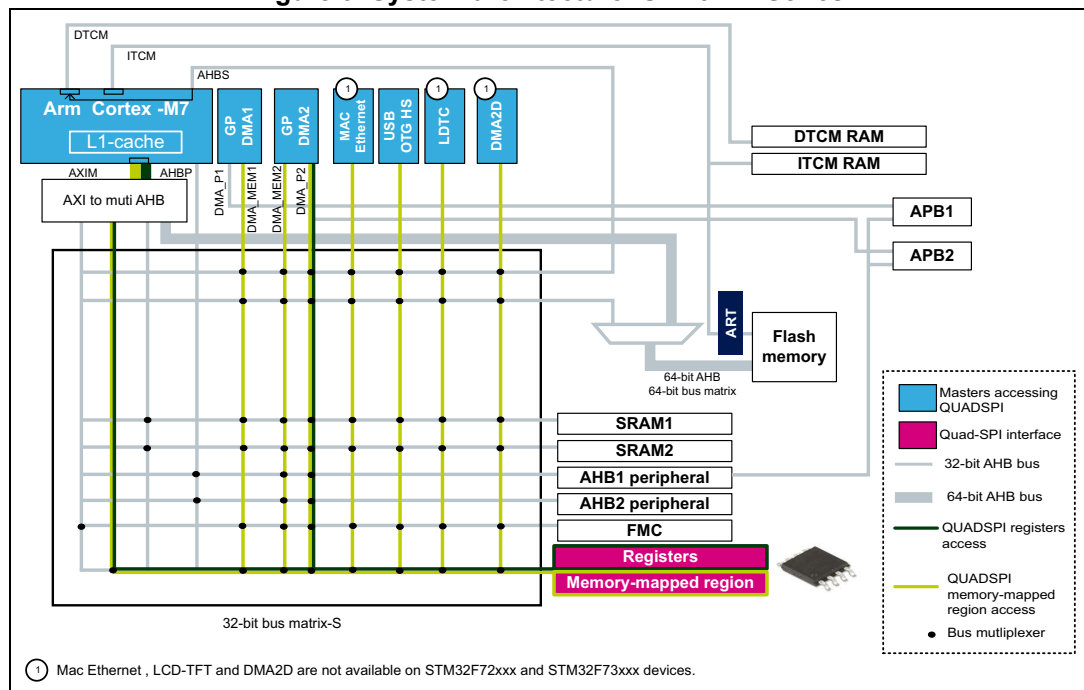 DTCM
ITCM
AHBS
Arm Cortex -M7
L1-cache
GP
DMA1
GP
DMA2
MAC
Ethernet
1
USB
OTG HS
LDTC
1
DMA2D
1
DTCM RAM
ITCM RAM
AXIM
AHBP
DMA_P1
DMA_MEM1
DMA_MEM2
DMA_P2
AXI to muti AHB
APB1
APB2
ART
Flash
memory
64-bit AHB
64-bit bus matrix
SRAM1
SRAM2
AHB1 peripheral
AHB2 peripheral
FMC
Registers
Memory-mapped region
32-bit bus matrix-S
Masters accessing
QUADSPI
Quad-SPI interface
32-bit AHB bus
64-bit AHB bus
QUADSPI registers
access
QUADSPI
memory-mapped
region access
Bus mutliplexer
1 Mac Ethernet , LCD-TFT and DMA2D are not available on STM32F72xxx and STM32F73xxx devices.